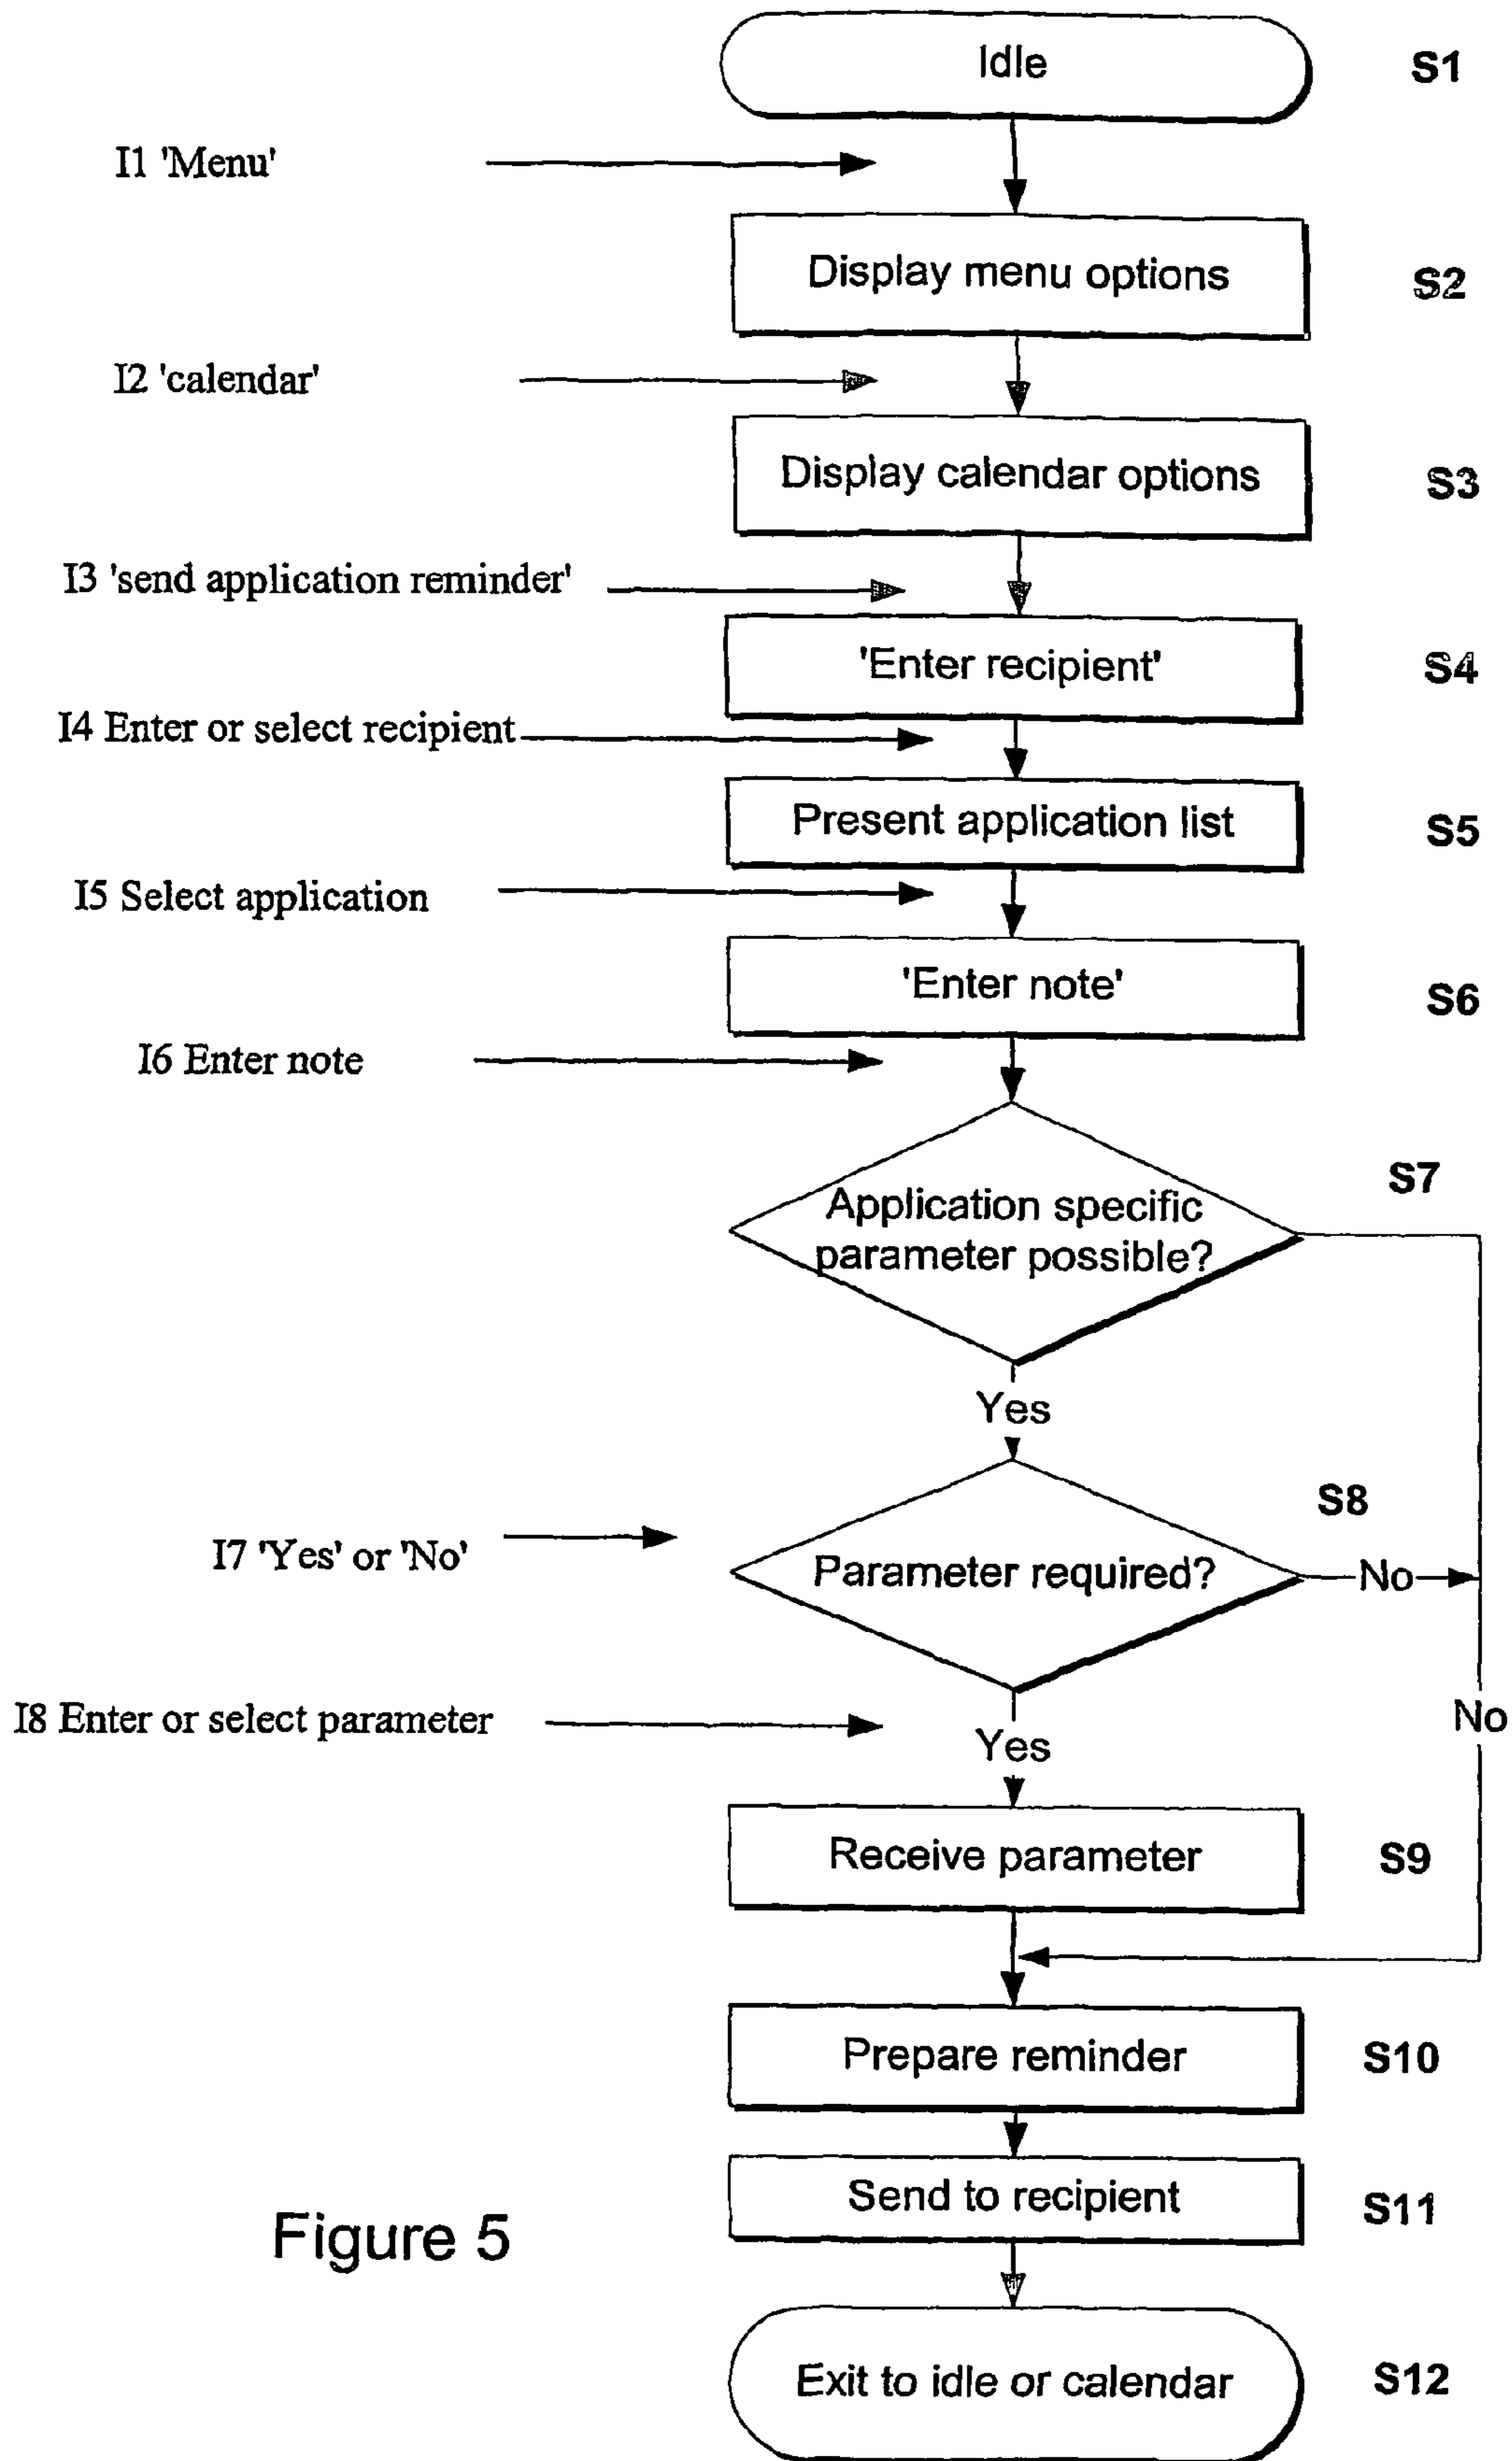 Idle
S1
I1 'Menu'
Display menu options
S2
I2 'calendar'
Display calendar options
S3
I3 'send application reminder'
'Enter recipient'
S4
I4 Enter or select recipient
Present application list
S5
I5 Select application
'Enter note'
S6
I6 Enter note
Application specific
parameter possible?
S7
Yes
I7 'Yes' or 'No'
Parameter required?
S8
No
I8 Enter or select parameter
Yes
No
Receive parameter
S9
Prepare reminder
S10
Send to recipient
S11
Figure 5
Exit to idle or calendar
S12